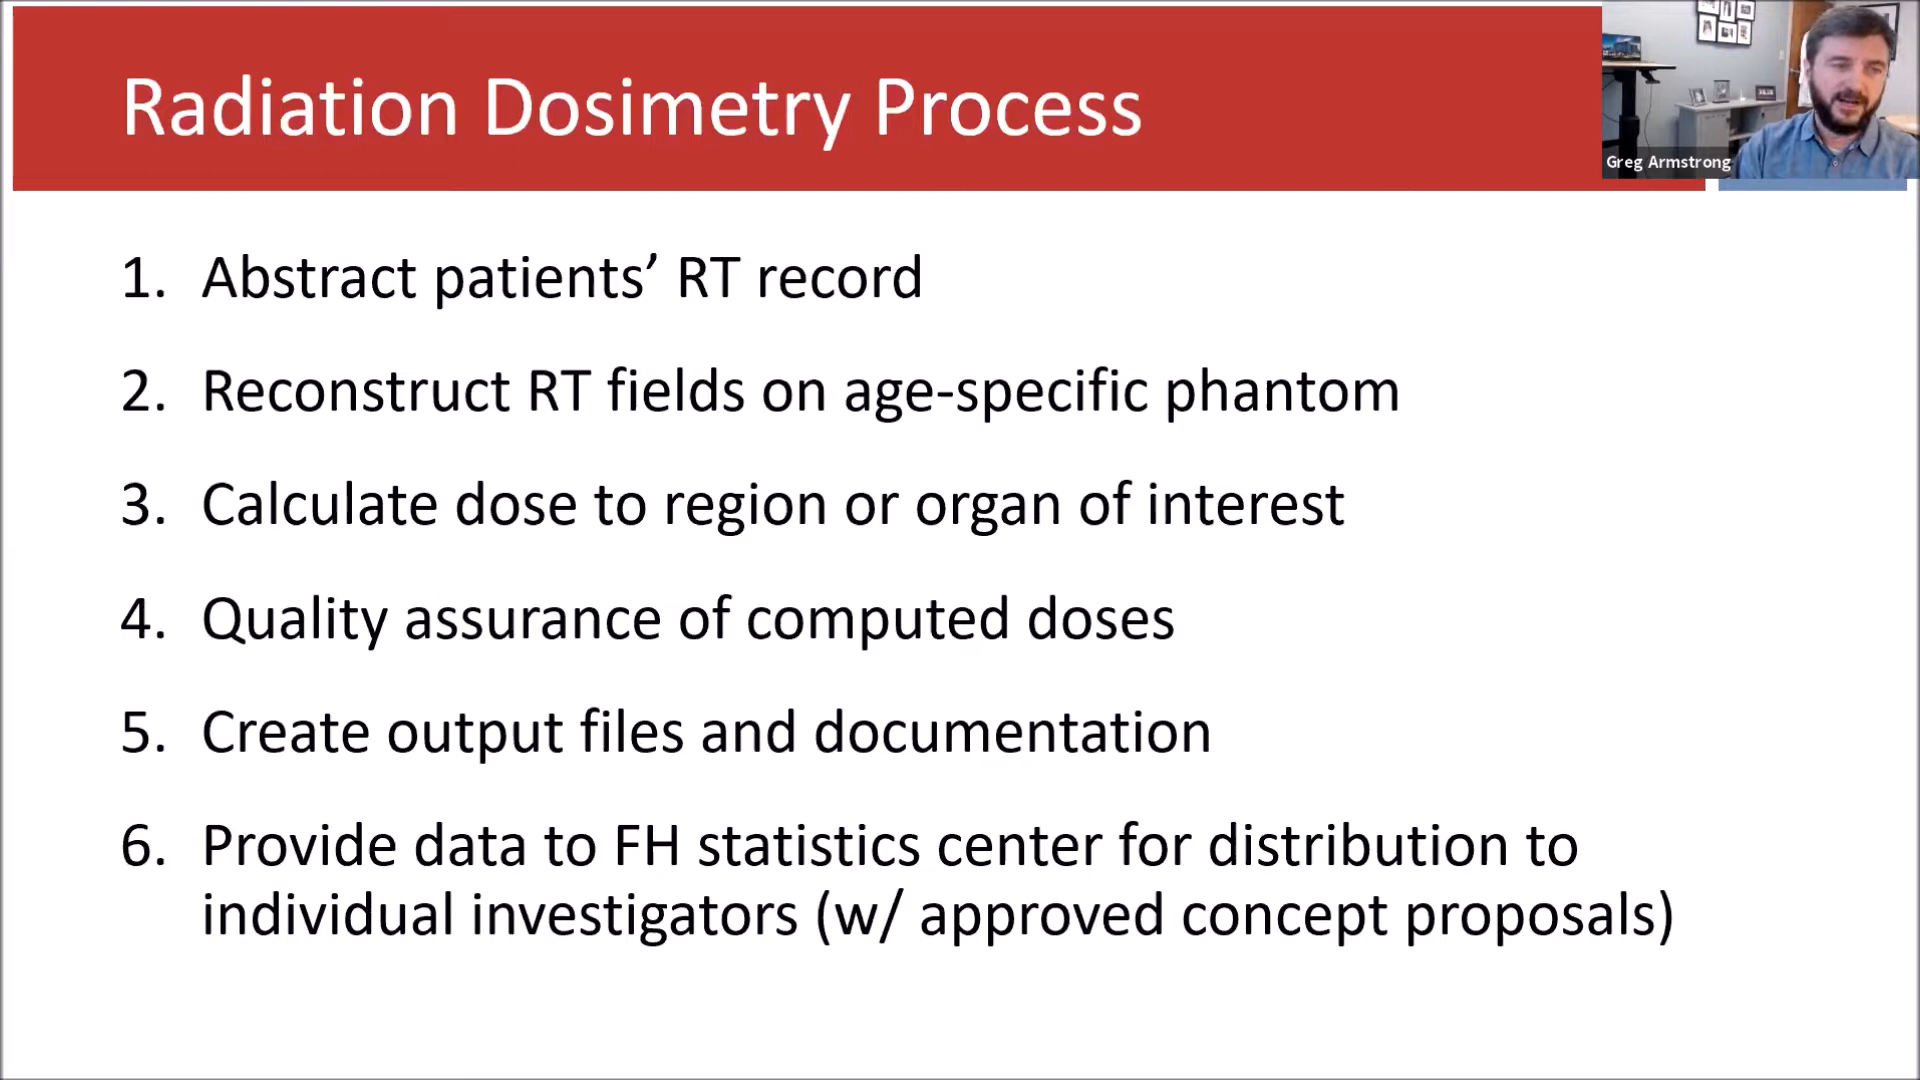 Radiation Dosimetry Process
Greg Armstrong
1. Abstract patients’ RT record
2. Reconstruct RT fields on age-specific phantom
3. Calculate dose to region or organ of interest
4. Quality assurance of computed doses
5. Create output files and documentation
6. Provide data to FH statistics center for distribution to
individual investigators (w/ approved concept proposals)